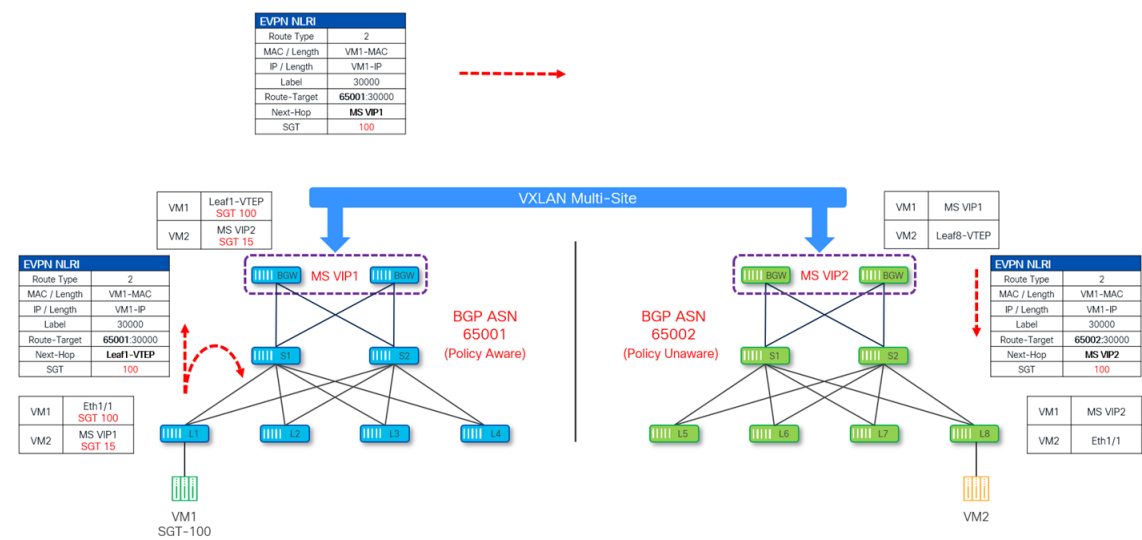 EVPN NLRI
Route Type 2
MAC / Length VM1-MAC
IP / Length VM1-IP
Label 30000
Route-Target 65001:30000
Next-Hop MS VIP1
SGT 100
VXLAN Multi-Site
VM1 Leaf1-VTEP
SGT 100
VM2 MS VIP2
SGT 15
VM1 MS VIP1
VM2 Leaf8-VTEP
EVPN NLRI
Route Type 2
MAC / Length VM1-MAC
IP / Length VM1-IP
Label 30000
Route-Target 65001:30000
Next-Hop Leaf1-VTEP
SGT 100
BGW MS VIP1 BGW
BGW MS VIP2 BGW
EVPN NLRI
Route Type 2
MAC / Length VM1-MAC
IP / Length VM1-IP
Label 30000
Route-Target 65002:30000
Next-Hop MS VIP2
SGT 100
BGP ASN
65001
(Policy Aware)
BGP ASN
65002
(Policy Unaware)
S1 S2
S1 S2
VM1 Eth1/1
SGT 100
VM2 MS VIP1
SGT 15
VM1 MS VIP2
VM2 Eth1/1
L1 L2 L3 L4
L5 L6 L7 L8
VM1
SGT-100
VM2